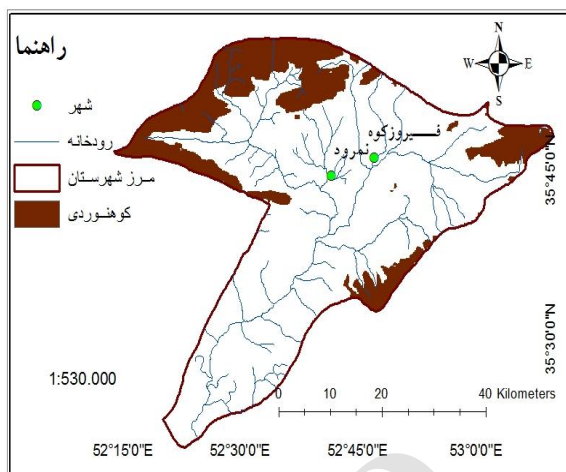 راهنما
شهر
رودخانه
مرز شهرستان
کوهنوردی
N
W
E
S
فیروزکوه
نمرود
35°45'0"N
35°30'0"N
1:530.000
0 10 20 40 Kilometers
52°15'0"E 52°30'0"E 52°45'0"E 53°0'0"E